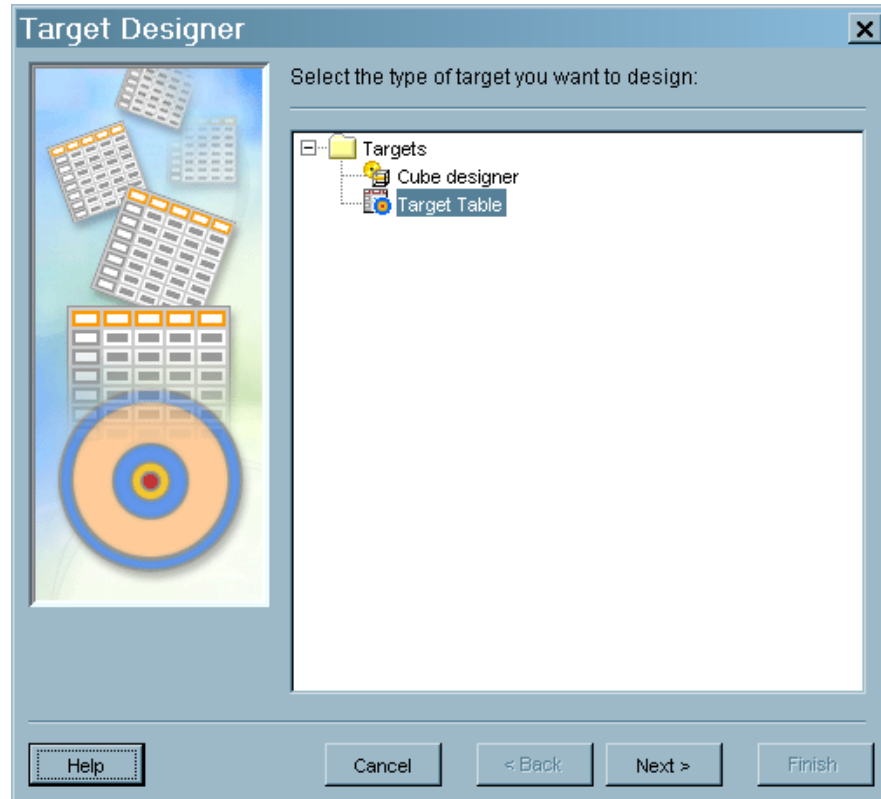 Target Designer
Select the type of target you want to design:
Targets
Cube designer
Target Table
Help
Cancel
< Back
Next >
Finish